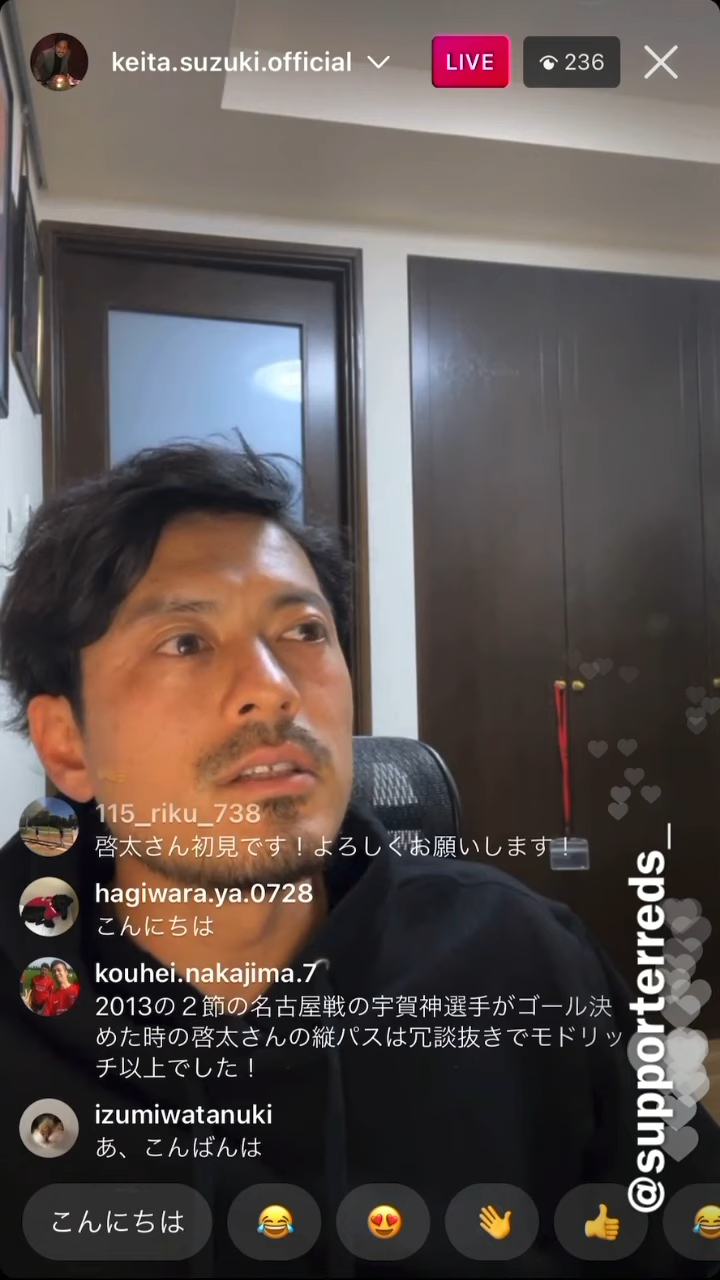 keita.suzuki.official
LIVE
236
115_riku_738
啓太さん初見です！よろしくお願いします！
hagiwara.ya.0728
こんにちは
kouhei.nakajima.7
2013の２節の名古屋戦の宇賀神選手がゴール決
めた時の啓太さんの縦パスは冗談抜きでモドリッ
チ以上でした！
izumiwatanuki
あ、こんばんは
こんにちは
@supporterreds_